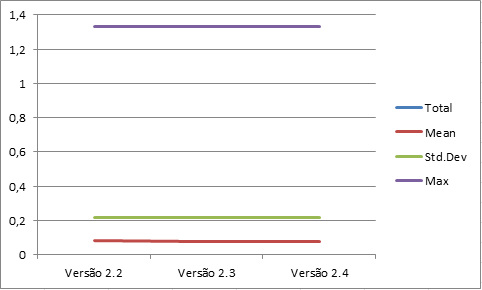 1,4
1,2
1
0,8
0,6
0,4
0,2
0
Versão 2.2 Versão 2.3 Versão 2.4
Total
Mean
Std.Dev
Max